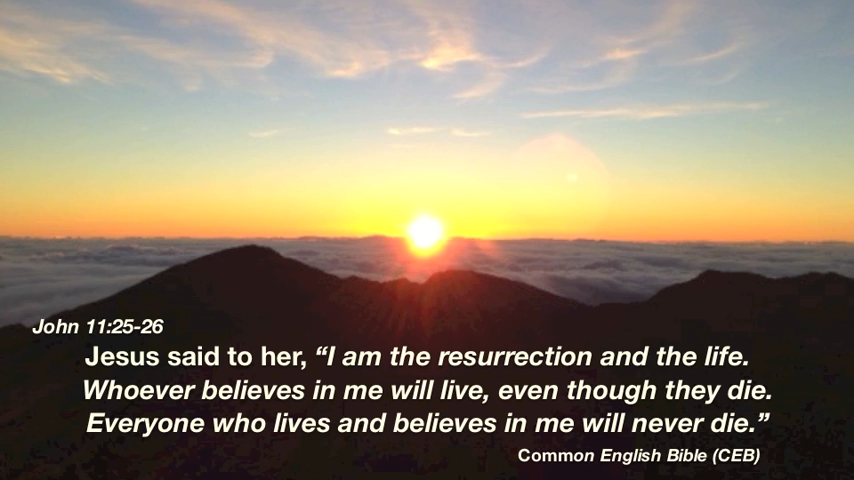 John 11:25-26
Jesus said to her, “I am the resurrection and the life.
Whoever believes in me will live, even though they die.
Everyone who lives and believes in me will never die.”
Common English Bible (CEB)